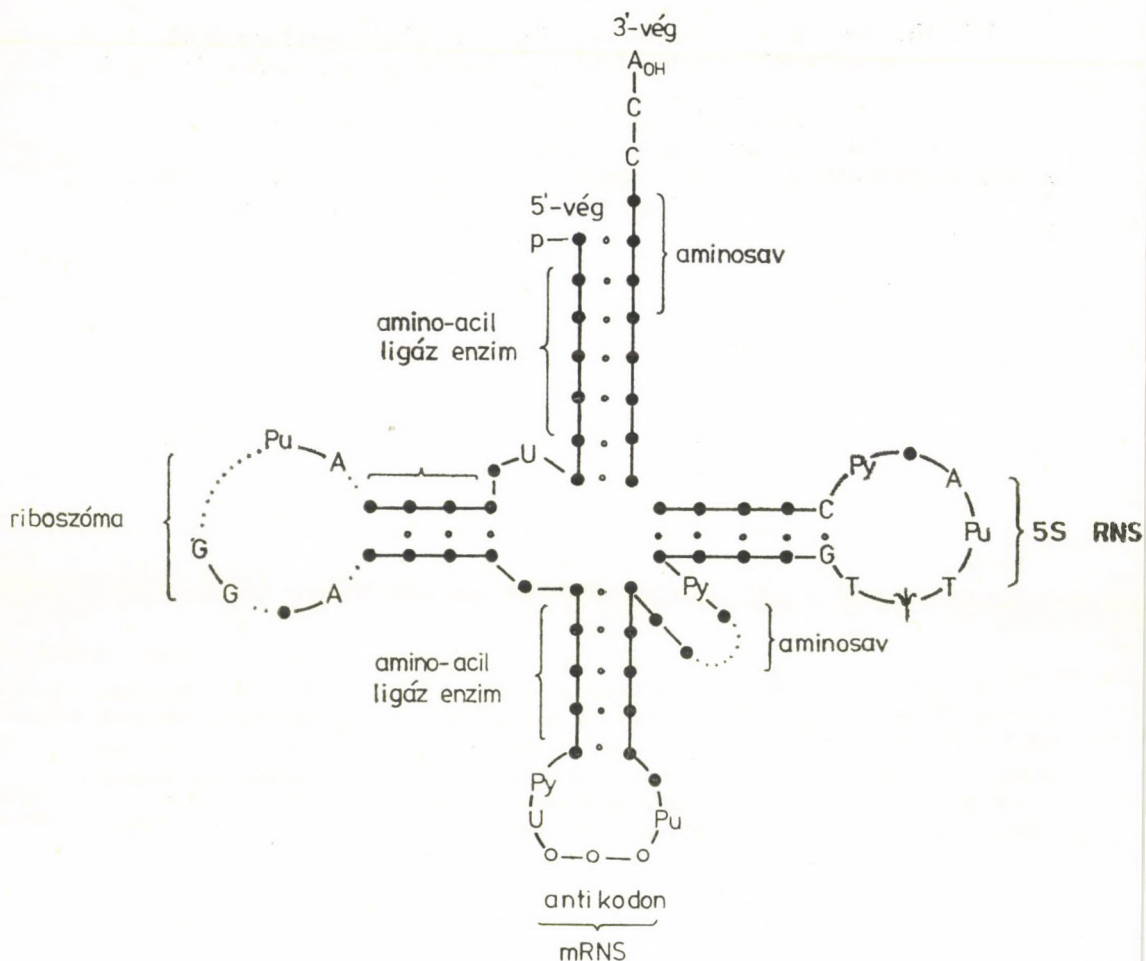 3'-vég
A OH
C
C
5'-vég
p
aminosav
amino-acil
ligáz enzim
Pu
A
U
riboszóma
G
G
A
C
Py
A
Pu
T
ψ
T
G
5S RNS
Py
aminosav
amino-acil
ligáz enzim
Py
U
Pu
antikodon
mRNS